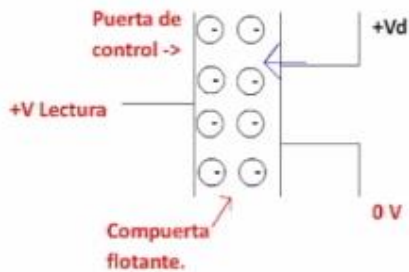 Puerta de
control ->
+Vd
+V Lectura
0 V
Compuerta
flotante.